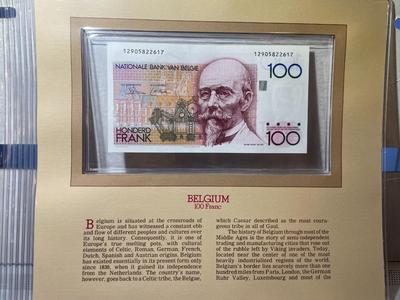 12905822617
12905822617
NATIONALE BANK VAN BELGIE
100
HONDERD
FRANK
100
BELGIUM
100 Franc
Belgium is situated at the crossroads of
Europe and has witnessed a constant ebb
and flow of different peoples and cultures over
its long history. Consequently, it is one of
Europe's true melting pots, with cultural
elements of Celtic, Roman, German, French,
Dutch, Spanish and Austrian origins. Belgium
has existed essentially in its present form only
since 1830, when it gained its independence
from the Netherlands. The country's name,
however, goes back to a Celtic tribe, the Belgae,
which Caesar described as the most coura-
geous tribe in all of Gaul.
The history of Belgium through most of the
Middle Ages is the story of semi-independent
trading and manufacturing cities that rose out
of the rubble left by Viking invaders. Today,
located near the center of one of the most
heavily industrialized regions of the world,
Belgium's border lies scarcely more than one
hundred miles from Paris, London, the German
Ruhr Valley, Luxembourg and most of the